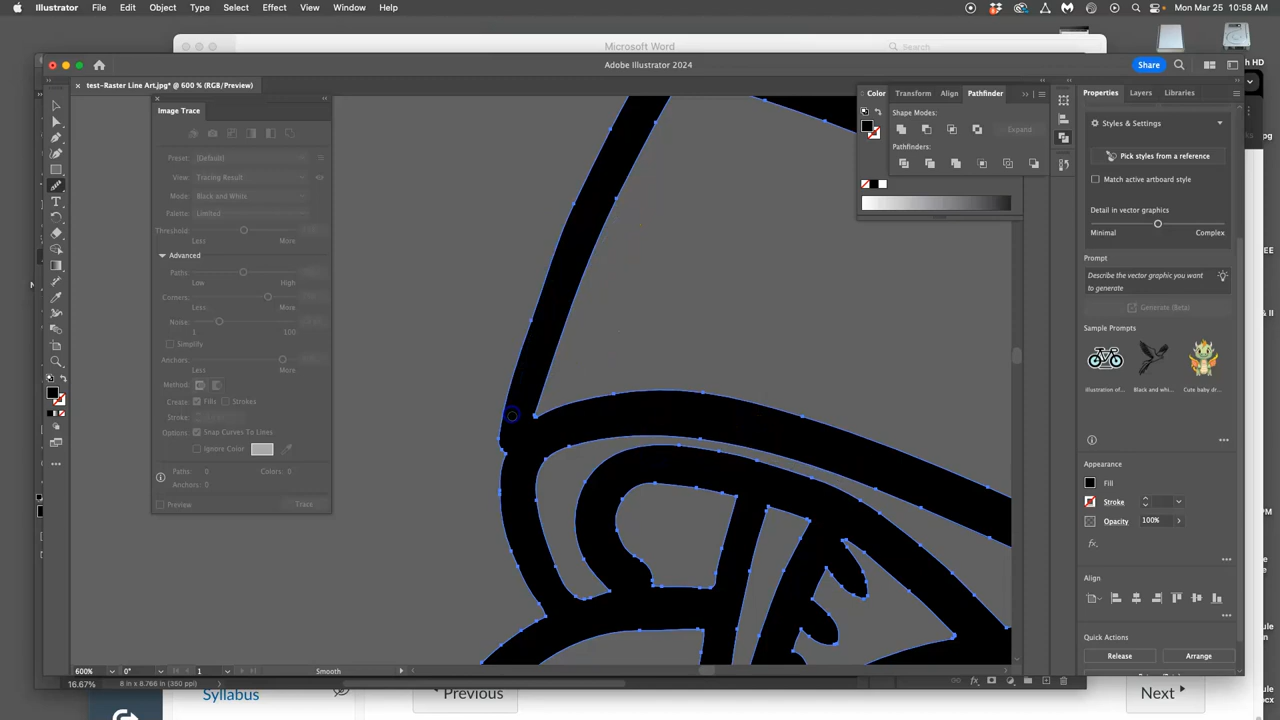 Illustrator File Edit Object Type Select Effect View Window Help Mon Mar 25 10:58 AM
Microsoft Word Search
Adobe Illustrator 2024
Share
test-Raster Line Art.jpg* @ 600 % (RGB/Preview)
Image Trace
Preset: [Default]
View: Tracing Result
Mode: Black and White
Palette: Limited
Threshold:
Less More
Advanced
Paths:
Low High
Corners:
Less More
Noise:
1 100
Simplify
Anchors:
Less More
Method:
Create: Fills Strokes
Stroke:
Options: Snap Curves To Lines
Ignore Color
Paths: 0 Colors: 0
Anchors: 0
Preview Trace
Color Transform Align Pathfinder
Shape Modes:
Expand
Pathfinders:
Properties Layers Libraries
Styles & Settings
Pick styles from a reference
Match active artboard style
Detail in vector graphics
Minimal Complex
Prompt
Describe the vector graphic you want
to generate
Generate (Beta)
Sample Prompts
Illustration of... Black and whi... Cute baby dr...
Appearance
Fill
Stroke
Opacity 100%
fx.
Align
Quick Actions
Release Arrange
600% 0° 1 Smooth
16.67% 8 in x 8.766 in (350 ppi)
Syllabus
Previous
Next